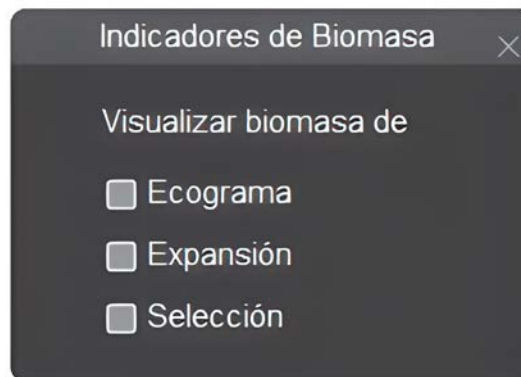 Indicadores de Biomasa
Visualizar biomasa de
Ecograma
Expansión
Selección